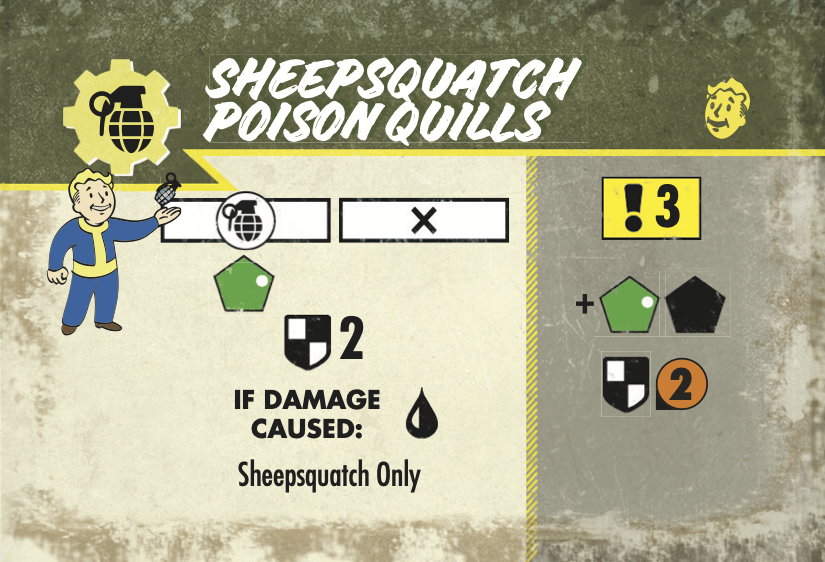 SHEEPSQUATCH
POISON QUILLS
! 3
2
2
IF DAMAGE
CAUSED:
Sheepsquatch Only